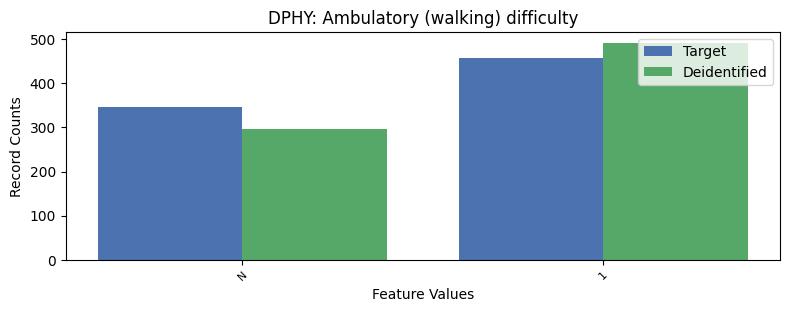 DPHY: Ambulatory (walking) difficulty
Target
Deidentified
Record Counts
500
400
300
200
100
0
N
1
Feature Values